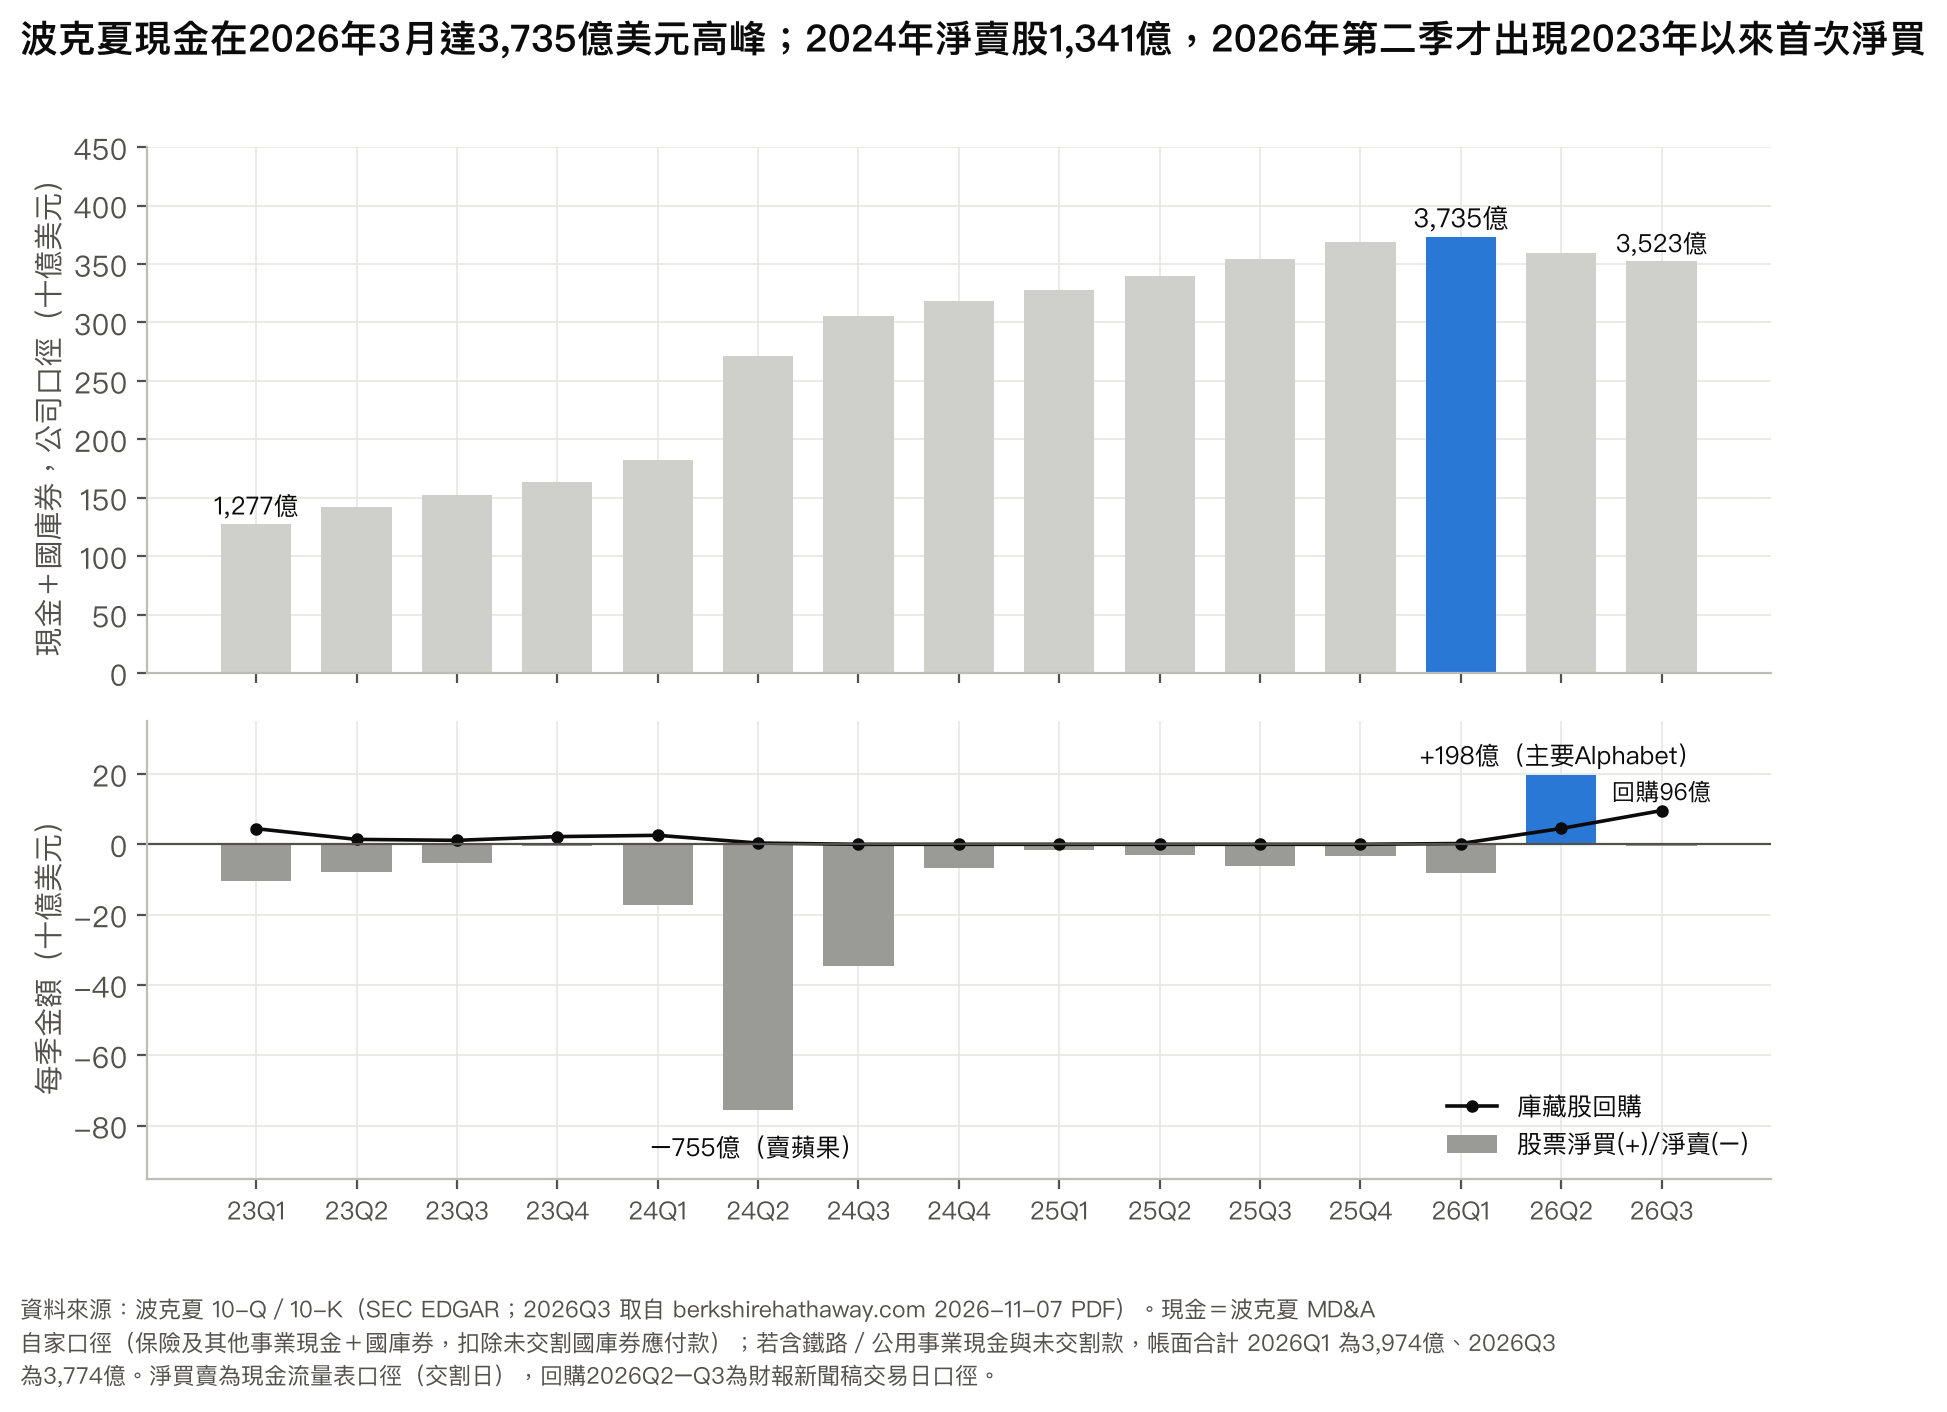 波克夏現金在2026年3月達3,735億美元高峰；2024年淨賣股1,341億，2026年第二季才出現2023年以來首次淨買
現金＋國庫券，公司口徑（十億美元）
450
400
350
300
250
200
150
100
50
0
1,277億
3,735億
3,523億
每季金額（十億美元）
20
0
−20
−40
−60
−80
+198億（主要Alphabet）
回購96億
−755億（賣蘋果）
庫藏股回購
股票淨買(+)/淨賣(−)
23Q1
23Q2
23Q3
23Q4
24Q1
24Q2
24Q3
24Q4
25Q1
25Q2
25Q3
25Q4
26Q1
26Q2
26Q3
資料來源：波克夏 10-Q / 10-K（SEC EDGAR；2026Q3 取自 berkshirehathaway.com 2026-11-07 PDF）。現金＝波克夏 MD&A
自家口徑（保險及其他事業現金＋國庫券，扣除未交割國庫券應付款）；若含鐵路 / 公用事業現金與未交割款，帳面合計 2026Q1 為3,974億、2026Q3
為3,774億。淨買賣為現金流量表口徑（交割日），回購2026Q2–Q3為財報新聞稿交易日口徑。